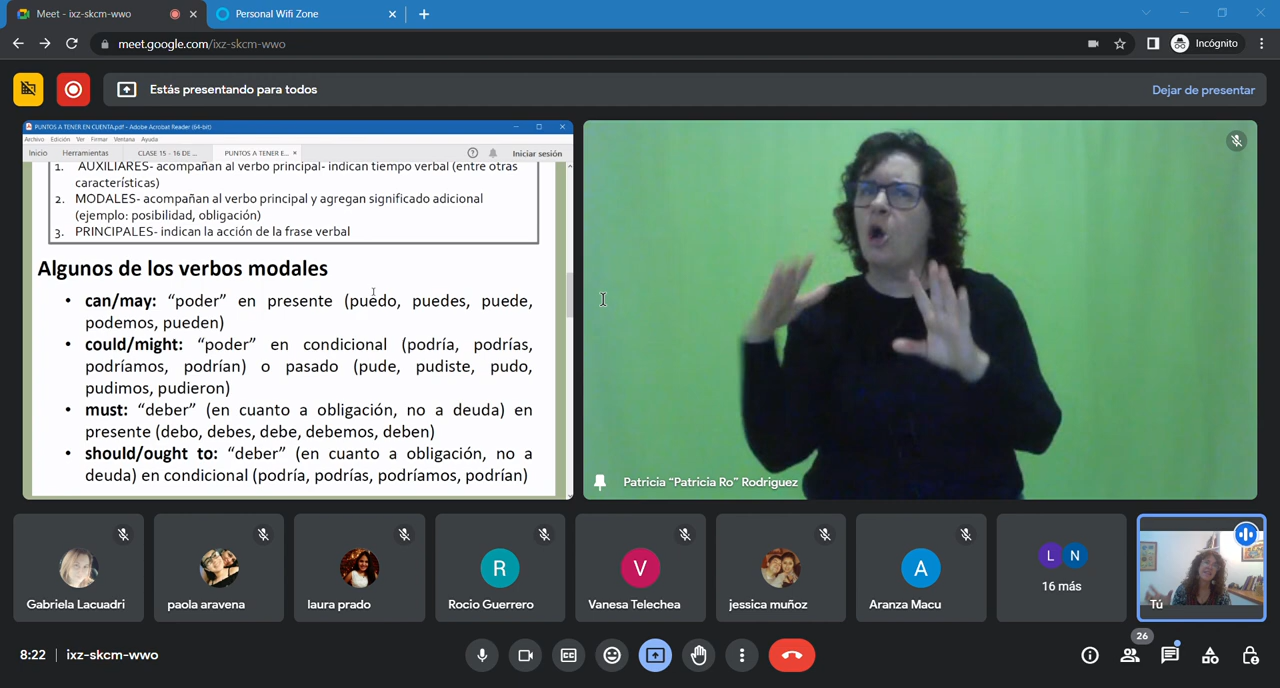 Meet - ixz-skcm-wwo
Personal Wifi Zone
meet.google.com/ixz-skcm-wwo
Incógnito
Estás presentando para todos
Dejar de presentar
PUNTOS A TENER EN CUENTA.pdf - Adobe Acrobat Reader (64-bit)
Archivo Edición Ver Firmar Ventana Ayuda
Inicio Herramientas CLASE 15 - 16 DE ... PUNTOS A TENER E... × Iniciar sesión
1. AUXILIARES- acompañan al verbo principal- indican tiempo verbal (entre otras
características)
2. MODALES- acompañan al verbo principal y agregan significado adicional
(ejemplo: posibilidad, obligación)
3. PRINCIPALES- indican la acción de la frase verbal
Algunos de los verbos modales
• can/may: “poder” en presente (puedo, puedes, puede,
podemos, pueden)
• could/might: “poder” en condicional (podría, podrías,
podríamos, podrían) o pasado (pude, pudiste, pudo,
pudimos, pudieron)
• must: “deber” (en cuanto a obligación, no a deuda) en
presente (debo, debes, debe, debemos, deben)
• should/ought to: “deber” (en cuanto a obligación, no a
deuda) en condicional (podría, podrías, podríamos, podrían)
Patricia “Patricia Ro” Rodriguez
Gabriela Lacuadri
paola aravena
laura prado
R
Rocio Guerrero
V
Vanesa Telechea
jessica muñoz
A
Aranza Macu
L N
16 más
Tú
8:22 | ixz-skcm-wwo
26